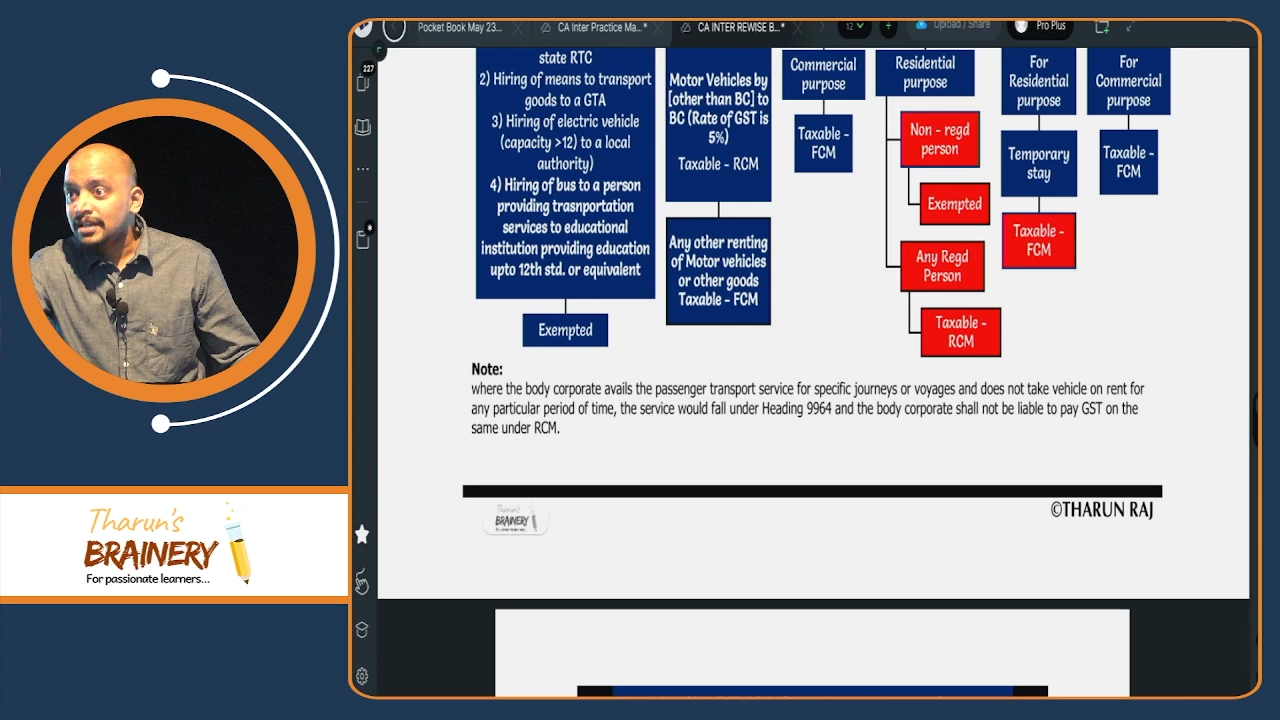 Pocket Book May 23...
CA Inter Practice Ma...*
CA INTER REWISE B...*
12
Upload / Share
Pro Plus
227
state RTC
2) Hiring of means to transport
goods to a GTA
3) Hiring of electric vehicle
(capacity >12) to a local
authority)
4) Hiring of bus to a person
providing trasnportation
services to educational
institution providing education
upto 12th std. or equivalent
Exempted
Motor Vehicles by
[other than BC] to
BC (Rate of GST is
5%)
Taxable - RCM
Any other renting
of Motor vehicles
or other goods
Taxable - FCM
Commercial
purpose
Taxable -
FCM
Residential
purpose
Non - regd
person
Exempted
Any Regd
Person
Taxable -
RCM
For
Residential
purpose
Temporary
stay
Taxable -
FCM
For
Commercial
purpose
Taxable -
FCM
Note:
where the body corporate avails the passenger transport service for specific journeys or voyages and does not take vehicle on rent for
any particular period of time, the service would fall under Heading 9964 and the body corporate shall not be liable to pay GST on the
same under RCM.
Tharun's
BRAINERY
©THARUN RAJ
Tharun's
BRAINERY
For passionate learners...